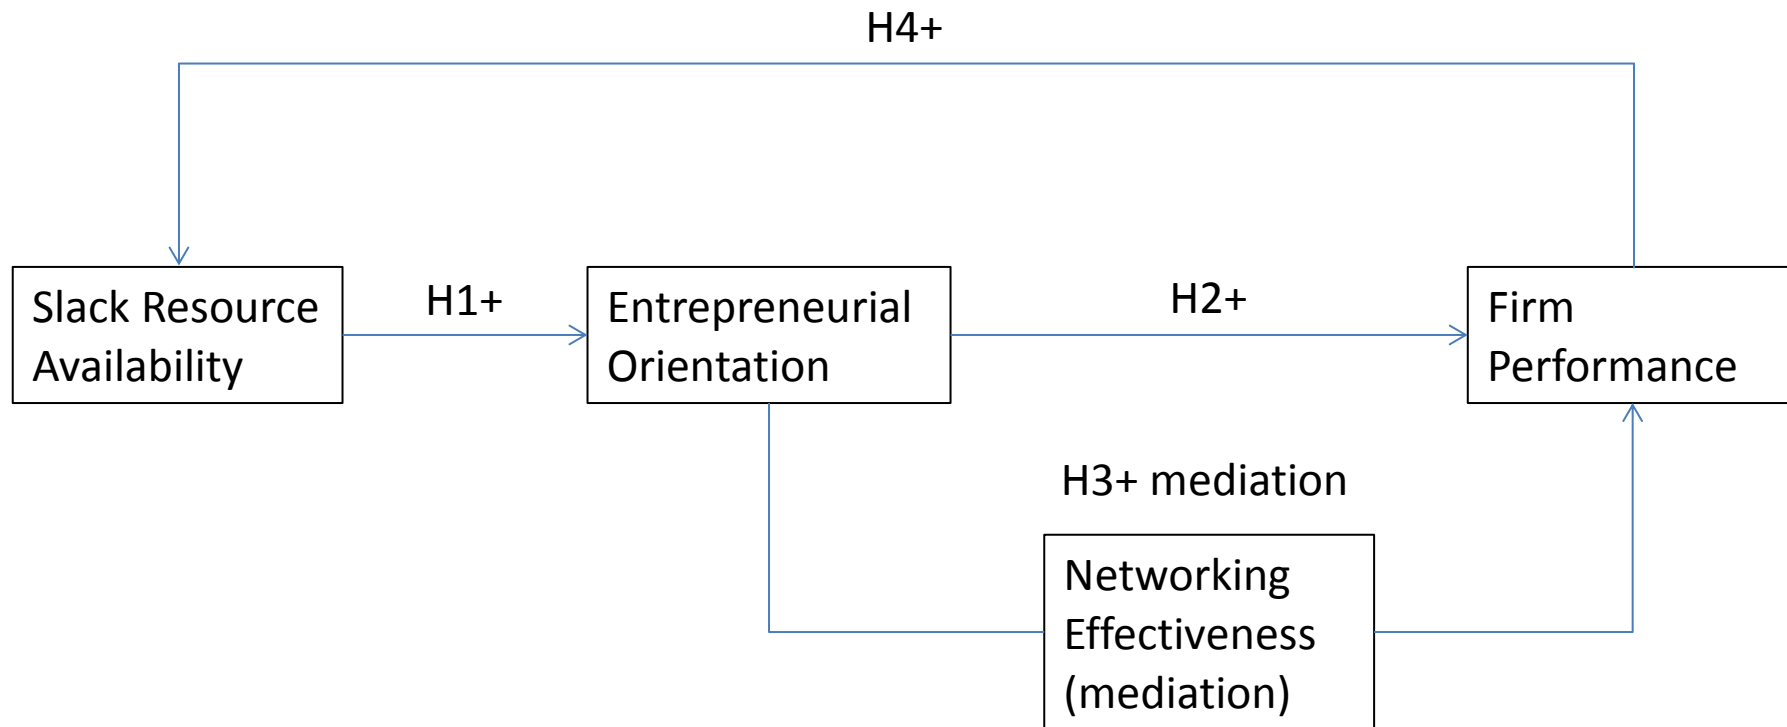 H4+
Slack Resource
Availability
H1+
Entrepreneurial
Orientation
H2+
Firm
Performance
H3+ mediation
Networking
Effectiveness
(mediation)